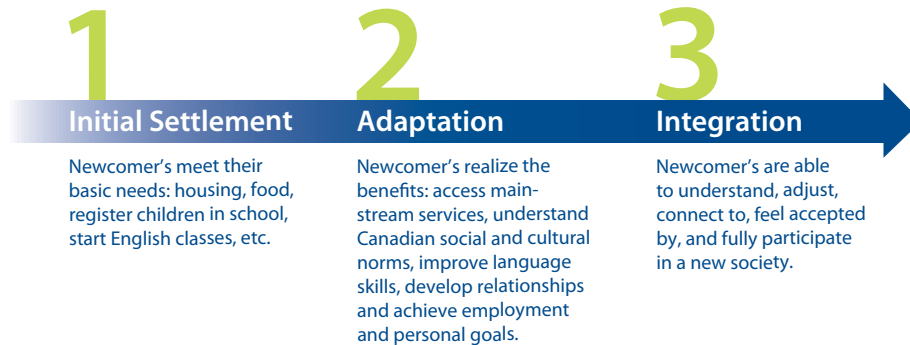 1
Initial Settlement
Newcomer's meet their
basic needs: housing, food,
register children in school,
start English classes, etc.
2
Adaptation
Newcomer's realize the
benefits: access main-
stream services, understand
Canadian social and cultural
norms, improve language
skills, develop relationships
and achieve employment
and personal goals.
3
Integration
Newcomer's are able
to understand, adjust,
connect to, feel accepted
by, and fully participate
in a new society.